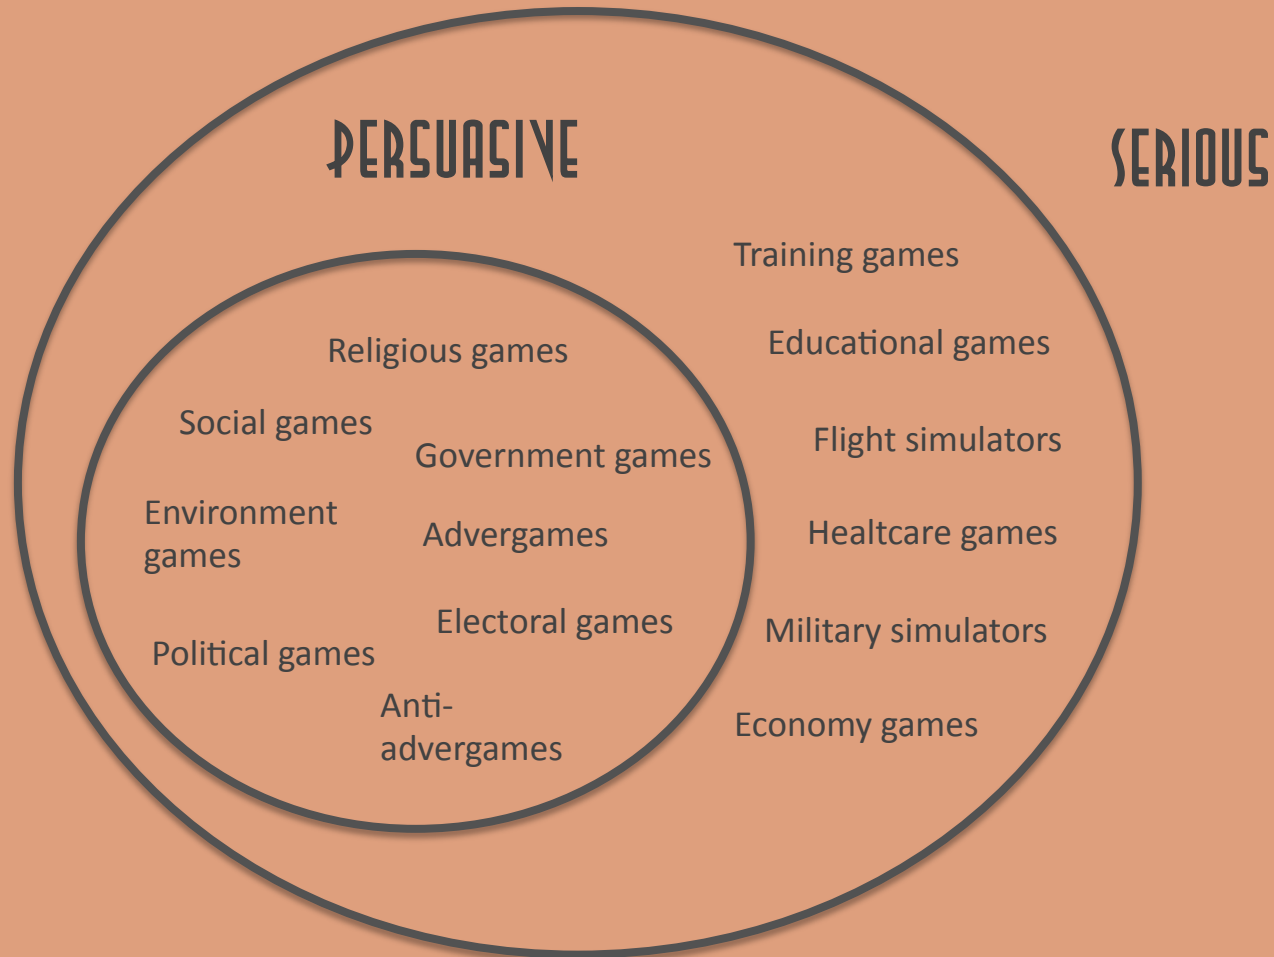 PERSUASIVE
SERIOUS
Training games
Religious games
Educational games
Social games
Government games
Flight simulators
Environment
games
Advergames
Healtcare games
Electoral games
Military simulators
Political games
Anti-
advergames
Economy games